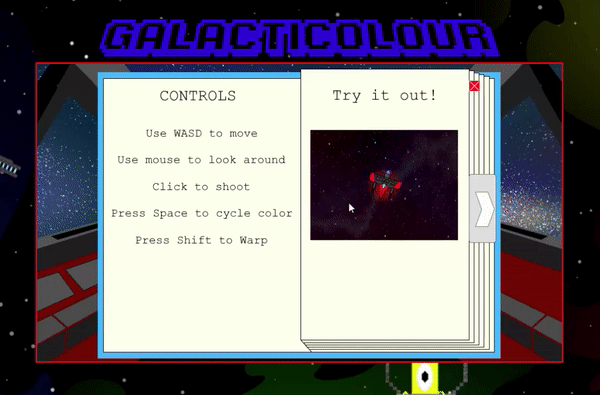 GALACTICOLOUR
CONTROLS
Use WASD to move
Use mouse to look around
Click to shoot
Press Space to cycle color
Press Shift to Warp
Try it out!